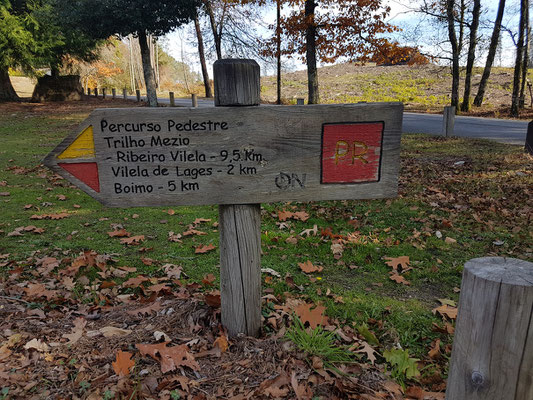 Percurso Pedestre
Trilho Mezio
- Ribeiro Vilela - 9,5 km
Vilela de Lages - 2 km
Boimo - 5 km
PR